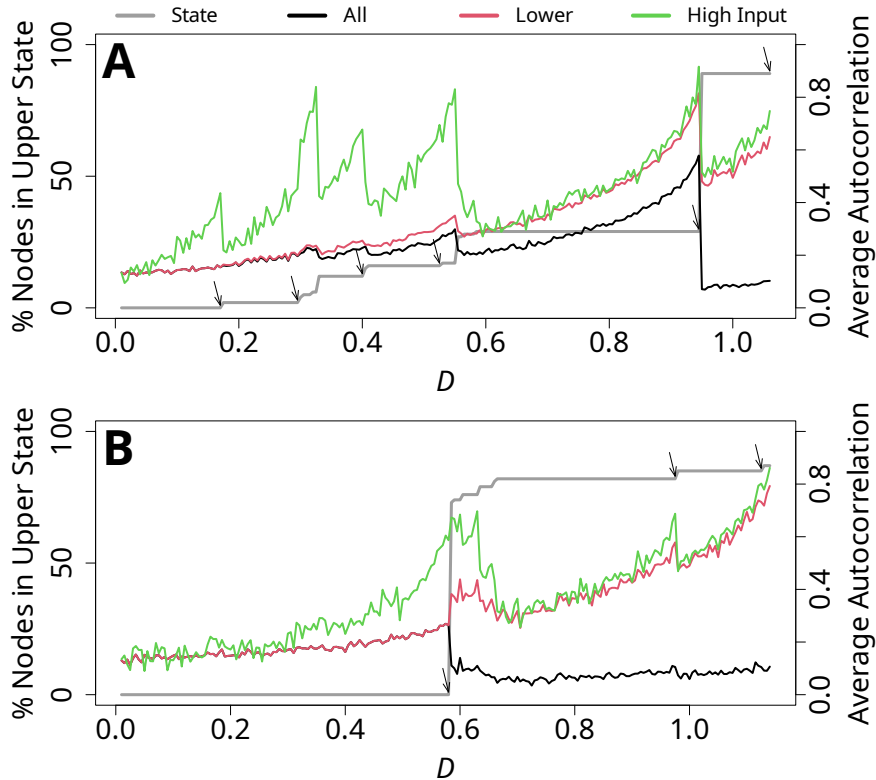 State All Lower High Input
A
% Nodes in Upper State
0 50 100
Average Autocorrelation
0.0 0.4 0.8
0.0 0.2 0.4 0.6 0.8 1.0
D
B
% Nodes in Upper State
0 50 100
Average Autocorrelation
0.0 0.4 0.8
0.0 0.2 0.4 0.6 0.8 1.0
D